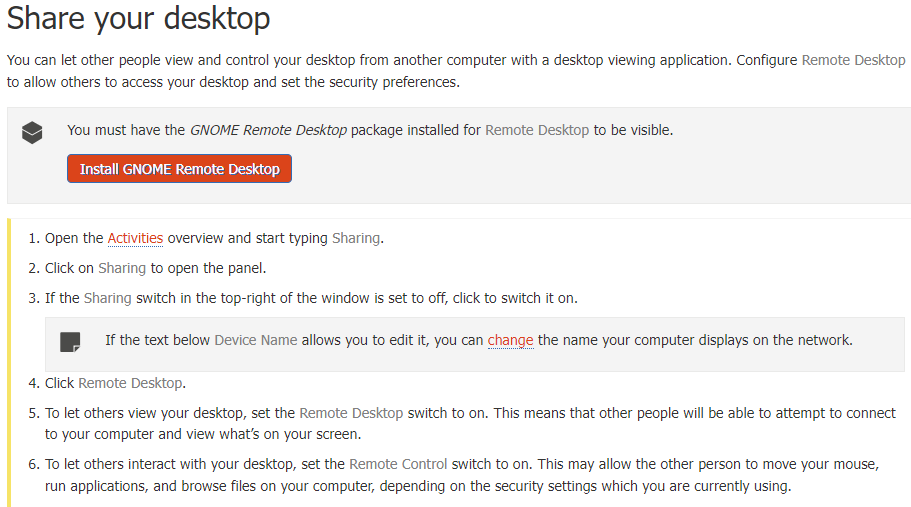 Share your desktop
You can let other people view and control your desktop from another computer with a desktop viewing application. Configure Remote Desktop
to allow others to access your desktop and set the security preferences.
You must have the GNOME Remote Desktop package installed for Remote Desktop to be visible.
Install GNOME Remote Desktop
1. Open the Activities overview and start typing Sharing.
2. Click on Sharing to open the panel.
3. If the Sharing switch in the top-right of the window is set to off, click to switch it on.
If the text below Device Name allows you to edit it, you can change the name your computer displays on the network.
4. Click Remote Desktop.
5. To let others view your desktop, set the Remote Desktop switch to on. This means that other people will be able to attempt to connect
to your computer and view what’s on your screen.
6. To let others interact with your desktop, set the Remote Control switch to on. This may allow the other person to move your mouse,
run applications, and browse files on your computer, depending on the security settings which you are currently using.